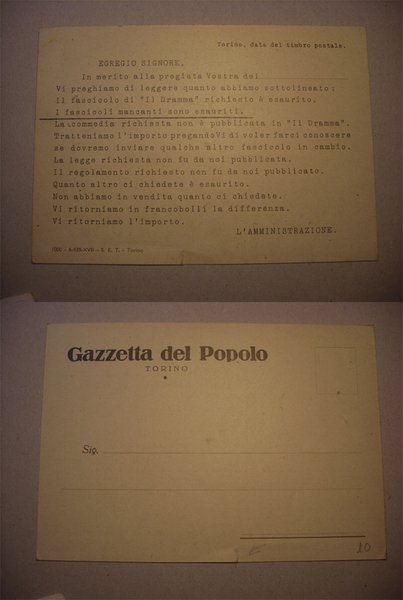 Torino, data del timbro postale.
EGREGIO SIGNORE,
In merito alla pregiata Vostra del
Vi preghiamo di leggere quanto abbiamo sottolineato:
Il fascicolo di "Il Dramma" richiesto è esaurito.
I fascicoli mancanti sono esauriti.
La commedia richiesta non è pubblicata in "Il Dramma".
Tratteniamo l'importo pregandoVi di voler farci conoscere
se dovremo inviare qualche altro fascicolo in cambio.
La legge richiesta non fu da noi pubblicata.
Il regolamento richiesto non fu da noi pubblicato.
Quanto altro ci chiedete è esaurito.
Non abbiamo in vendita quanto ci chiedete.
Vi ritorniamo in francobolli la differenza.
Vi ritorniamo l'importo.
L'AMMINISTRAZIONE.
S. E. T. - Torino
Gazzetta del Popolo
TORINO
Sig.
10